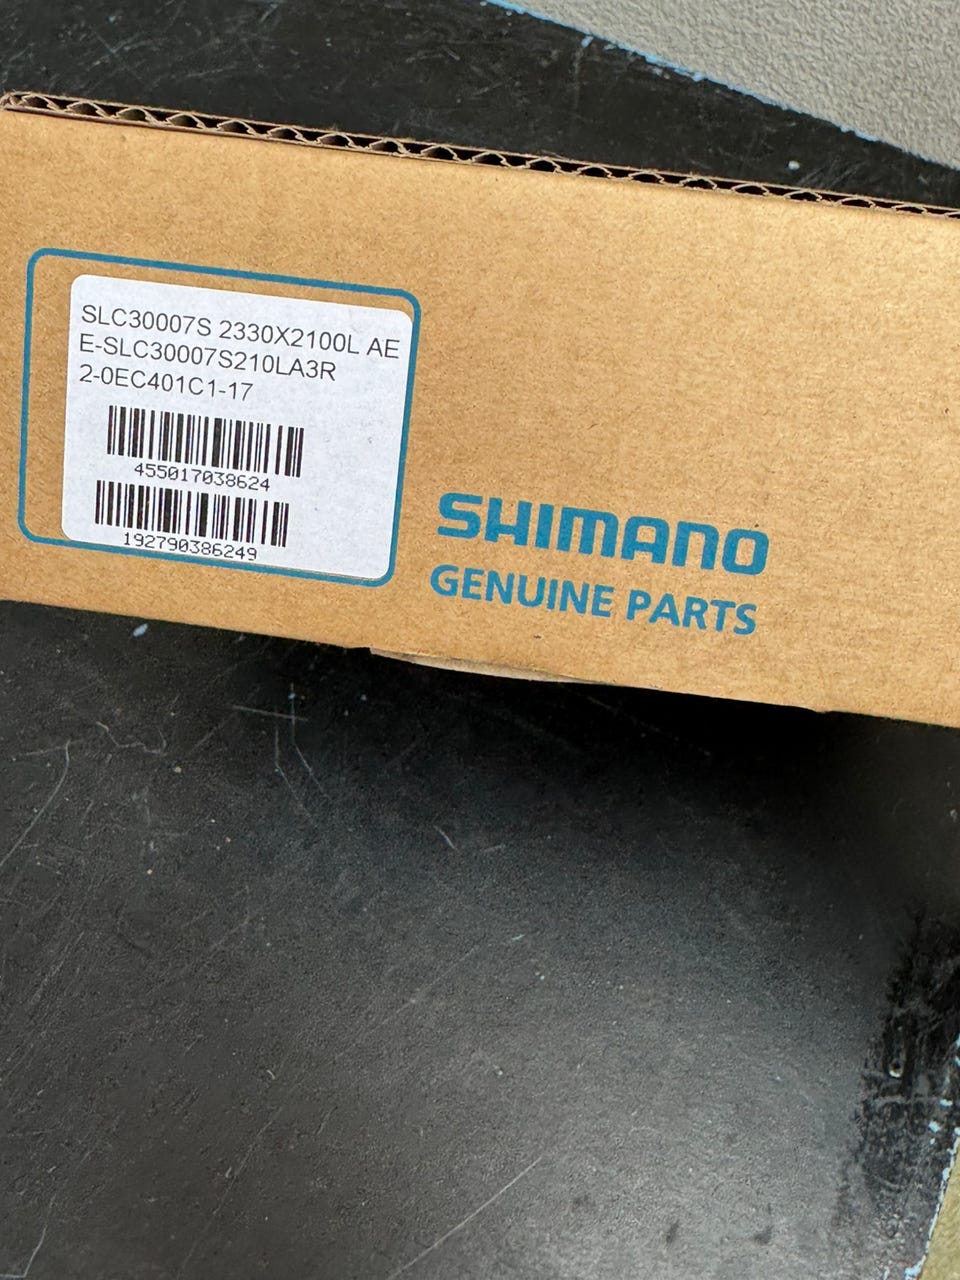 SLC30007S 2330X2100L AE
E-SLC30007S210LA3R
2-0EC401C1-17
455017038624
192790386249
SHIMANO
GENUINE PARTS